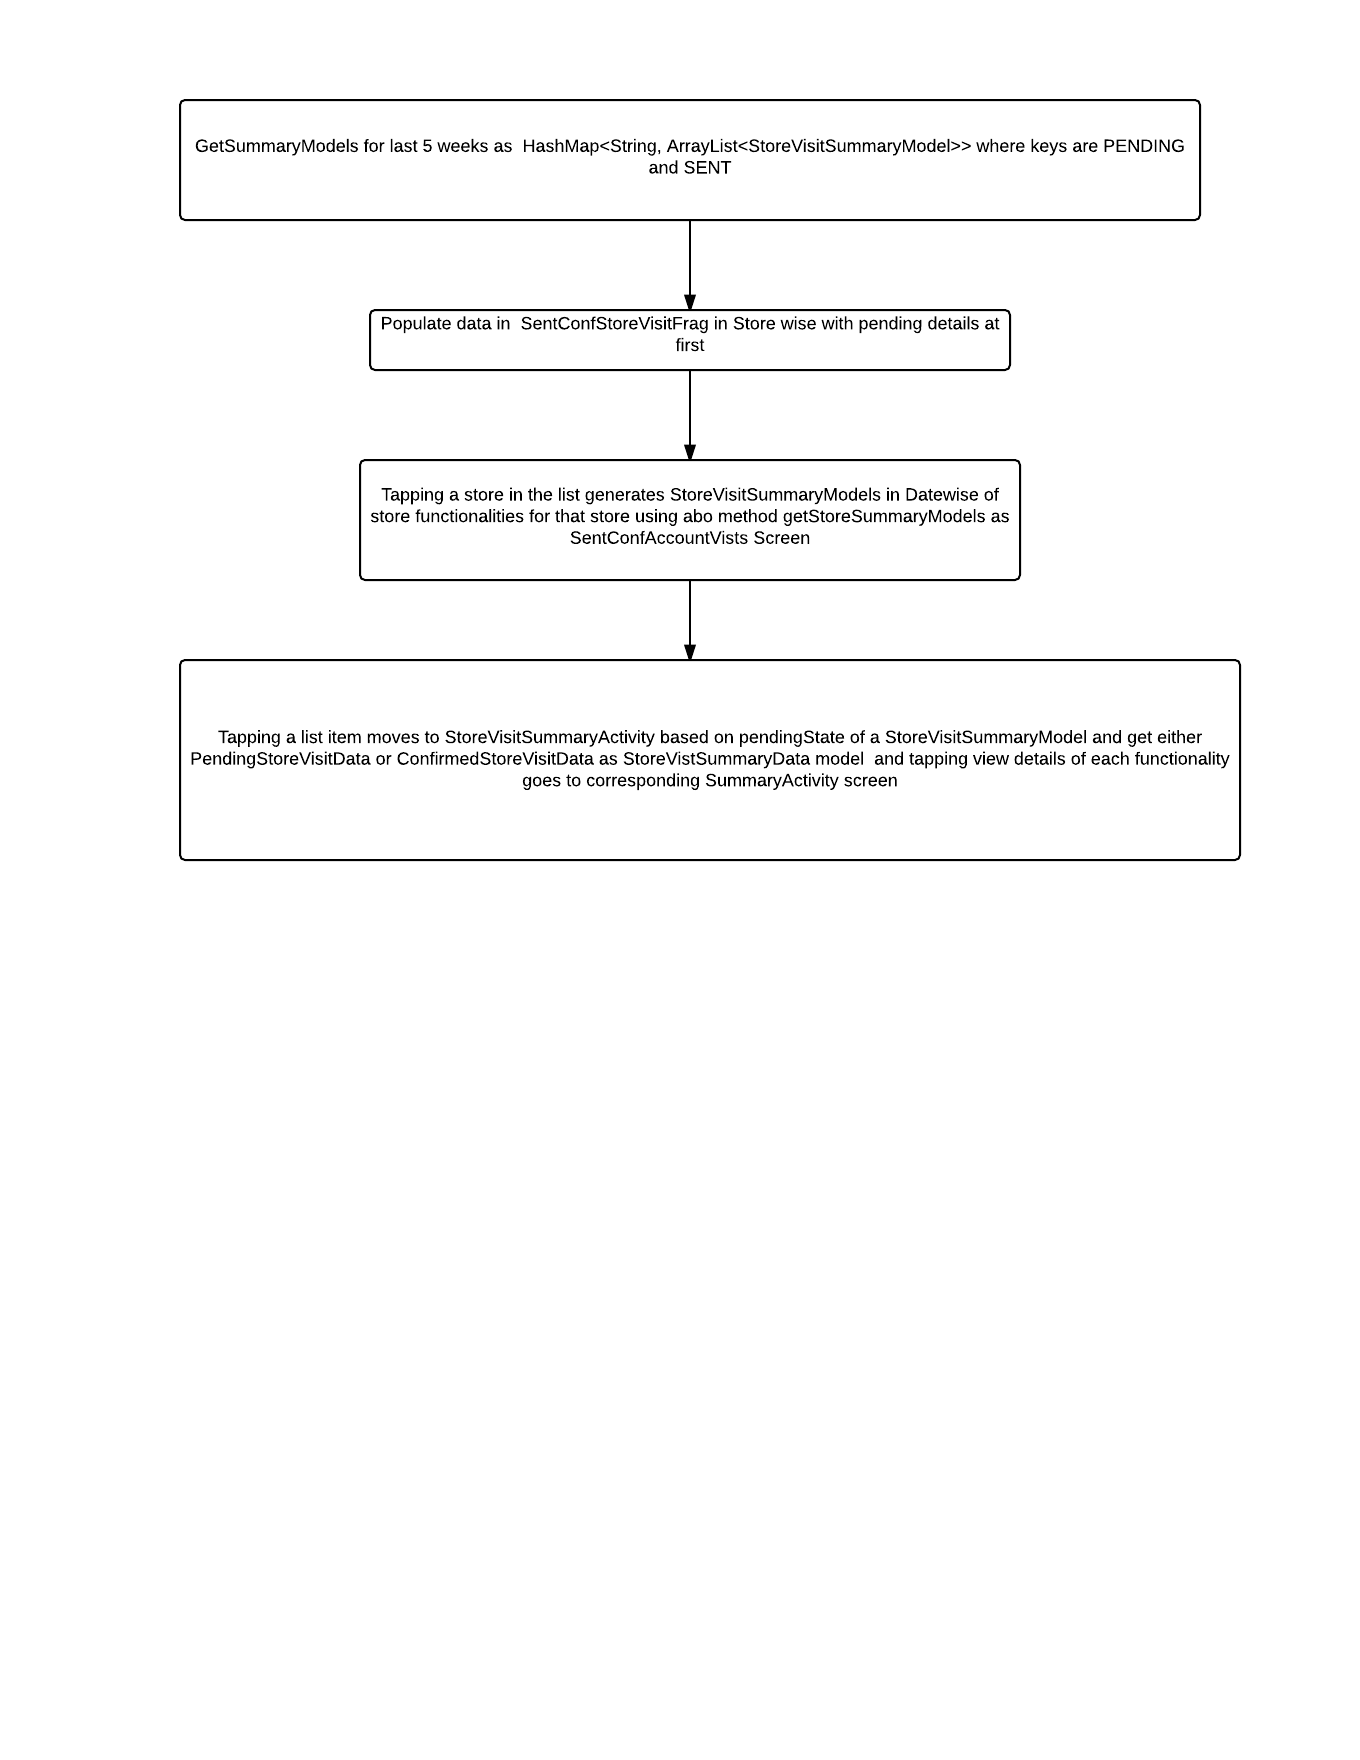 GetSummaryModels for last 5 weeks as  HashMap<String, ArrayList<StoreVisitSummaryModel>> where keys are PENDING
and SENT
Populate data in  SentConfStoreVisitFrag in Store wise with pending details at
first
Tapping a store in the list generates StoreVisitSummaryModels in Datewise of
store functionalities for that store using abo method getStoreSummaryModels as
SentConfAccountVists Screen
Tapping a list item moves to StoreVisitSummaryActivity based on pendingState of a StoreVisitSummaryModel and get either
PendingStoreVisitData or ConfirmedStoreVisitData as StoreVistSummaryData model  and tapping view details of each functionality
goes to corresponding SummaryActivity screen